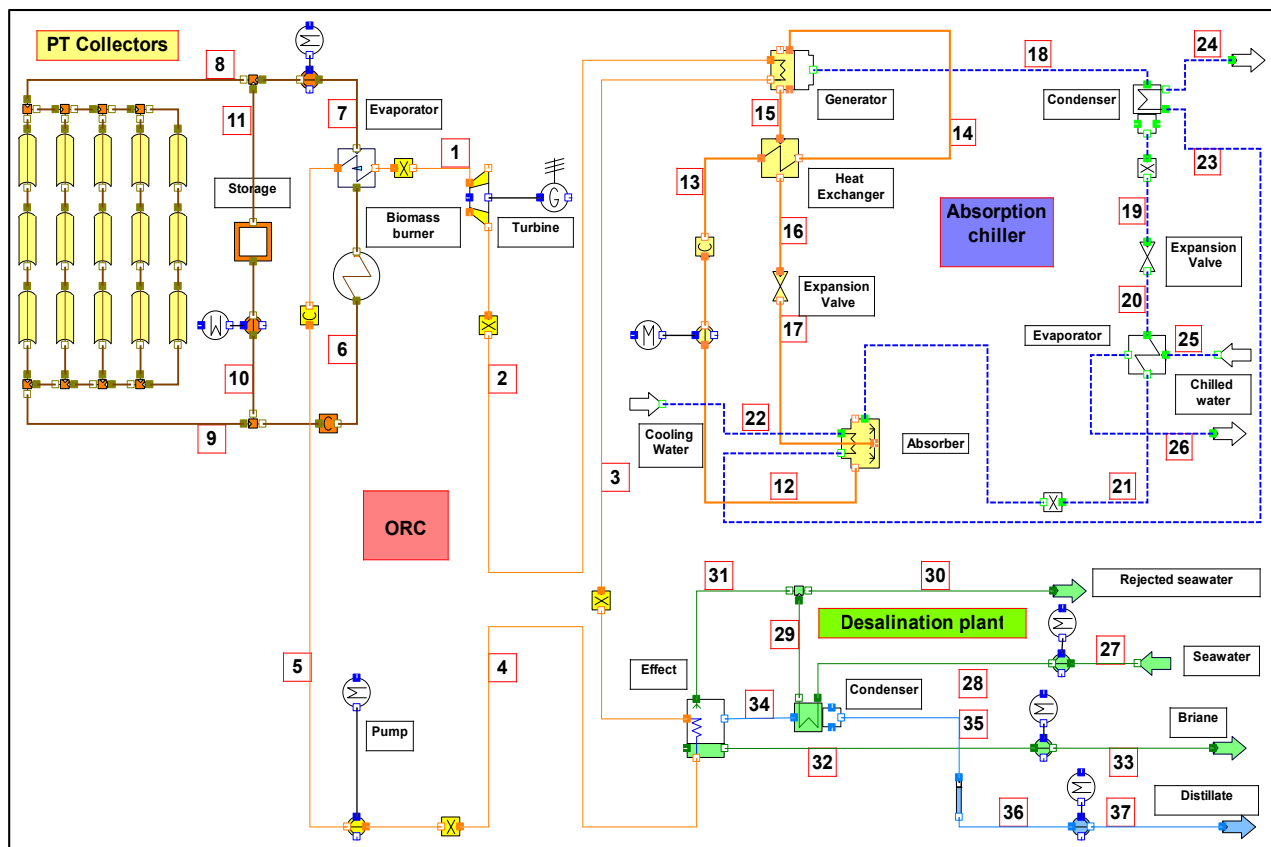 PT Collectors
M
8
24
18
Condenser
Evaporator
7
11
15
Generator
14
1
Storage
13
Heat
Exchanger
23
Biomass
burner
G
Turbine
Absorption
chiller
19
16
C
X
Expansion
Valve
Expansion
Valve
20
17
6
M
M
Evaporator
25
10
2
Chilled
water
22
9
C
Cooling
Water
Absorber
26
3
12
21
ORC
31
30
Rejected seawater
Desalination plant
M
29
27
5
4
Effect
Seawater
28
Condenser
34
M
M
Pump
35
Briane
32
33
M
Distillate
36
37